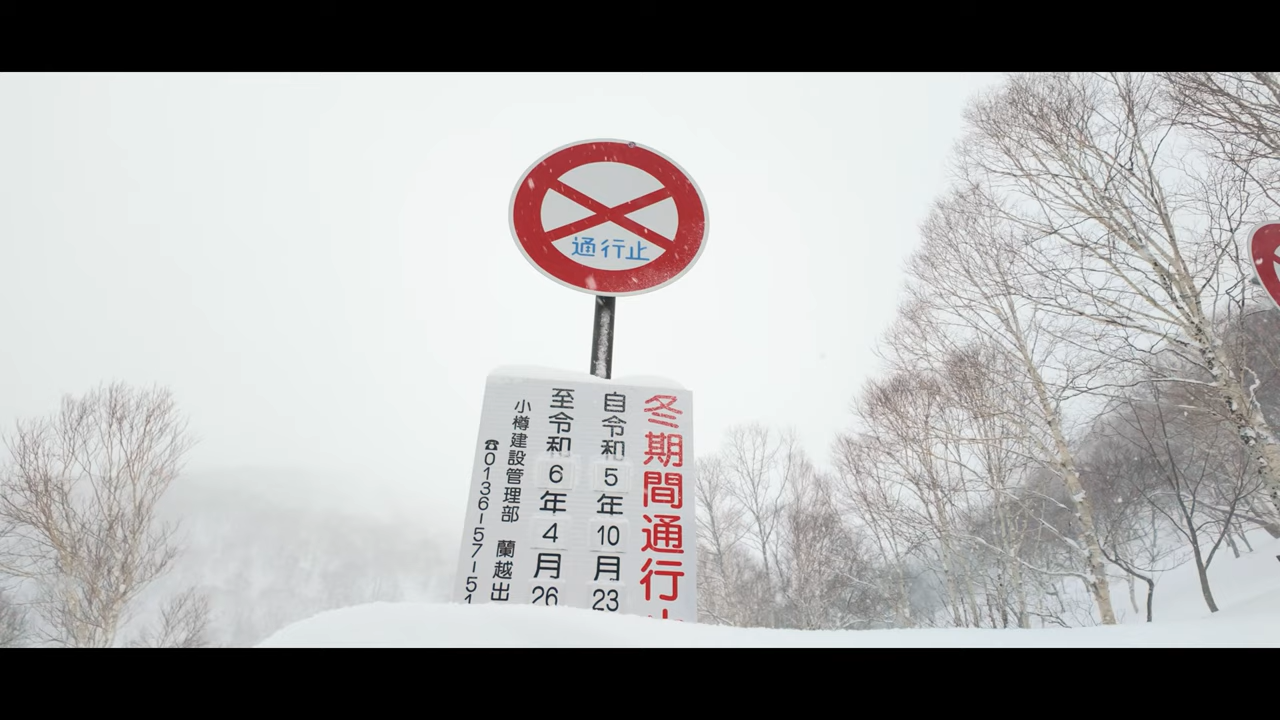 通行止
冬期間通行
自令和5年10月23
至令和6年4月26
小樽建設管理部 蘭越出
☎0136-57-51